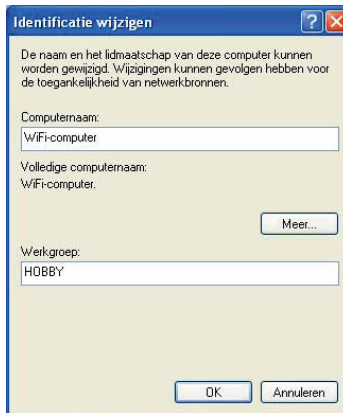 Identificatie wijzigen
De naam en het lidmaatschap van deze computer kunnen
worden gewijzigd. Wijzigingen kunnen gevolgen hebben voor
de toegankelijkheid van netwerkbronnen.
Computernaam:
WiFi-computer
Volledige computernaam:
WiFi-computer.
Meer...
Werkgroep:
HOBBY
OK Annuleren